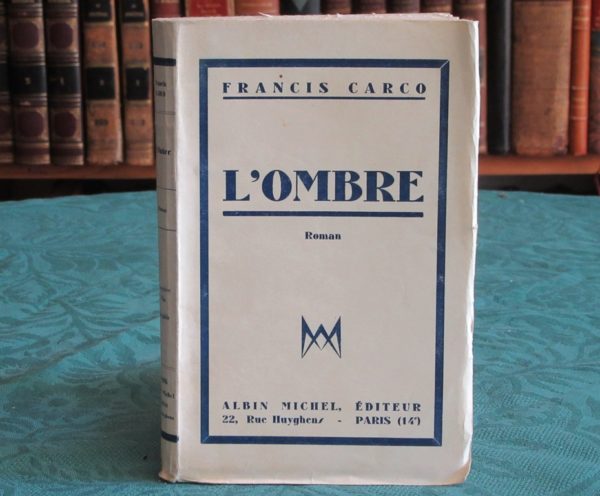 FRANCIS CARCO
L'OMBRE
Roman
ALBIN MICHEL, ÉDITEUR
22, Rue Huyghens - PARIS (14e)